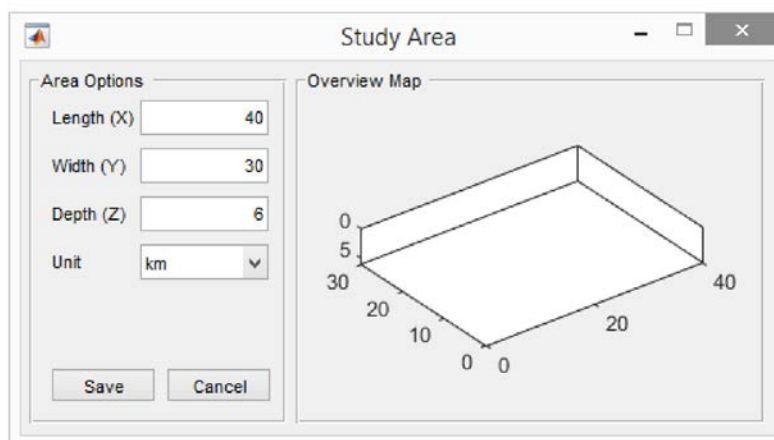 Study Area
Area Options
Length (X) 40
Width (Y) 30
Depth (Z) 6
Unit km
Save Cancel
Overview Map
0
5
30
20
10
0
0
20
40